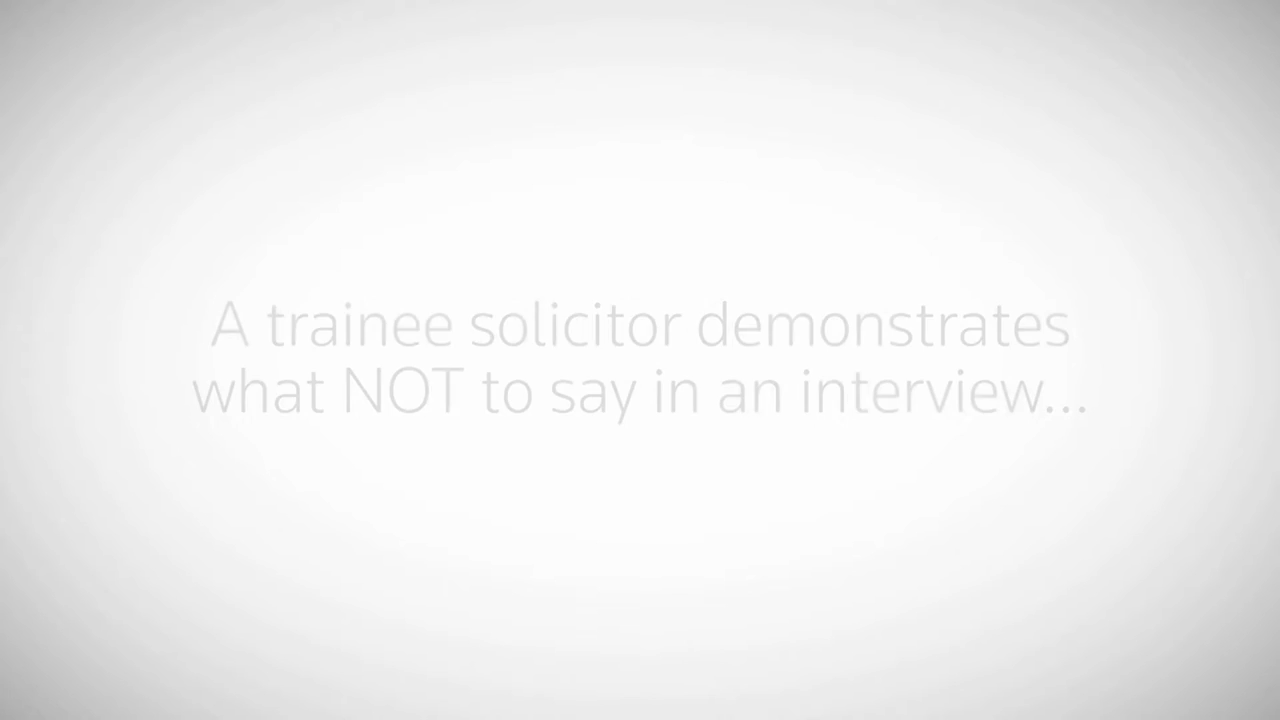 A trainee solicitor demonstrates
what NOT to say in an interview...